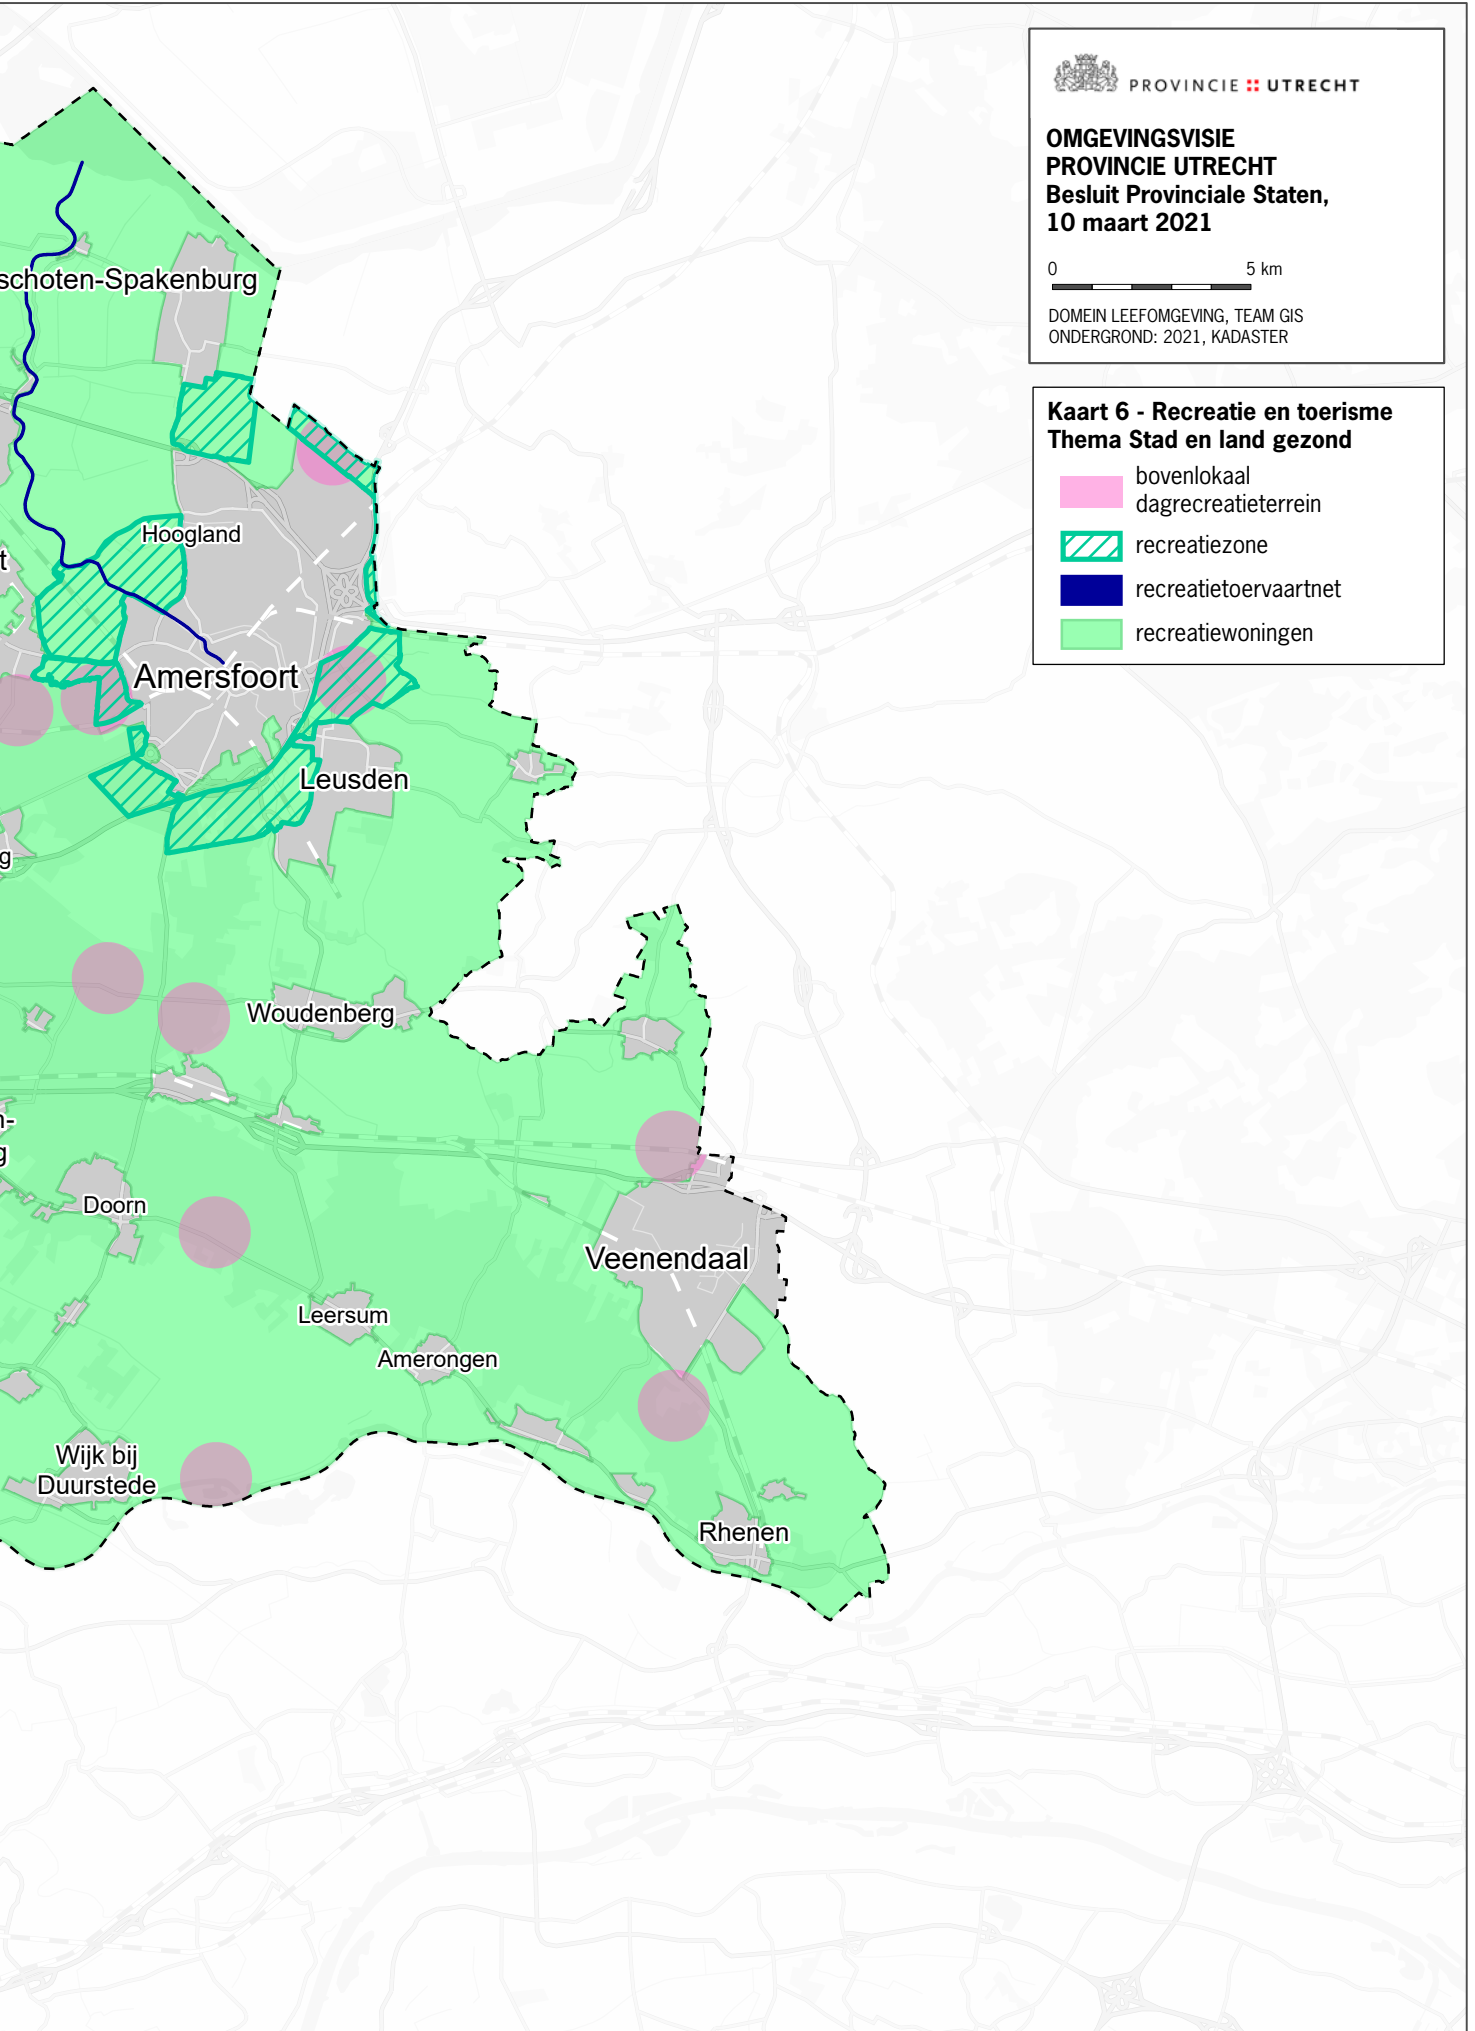 PROVINCIE UTRECHT
OMGEVINGSVISIE
PROVINCIE UTRECHT
Besluit Provinciale Staten,
10 maart 2021
0 5 km
DOMEIN LEEFOMGEVING, TEAM GIS
ONDERGROND: 2021, KADASTER
Kaart 6 - Recreatie en toerisme
Thema Stad en land gezond
bovenlokaal
dagrecreatieterrein
recreatiezone
recreatietoervaartnet
recreatiewoningen
schoten-Spakenburg
Hoogland
t
Amersfoort
Leusden
g
Woudenberg
n-
g
Doorn
Veenendaal
Leersum
Amerongen
Wijk bij
Duurstede
Rhenen